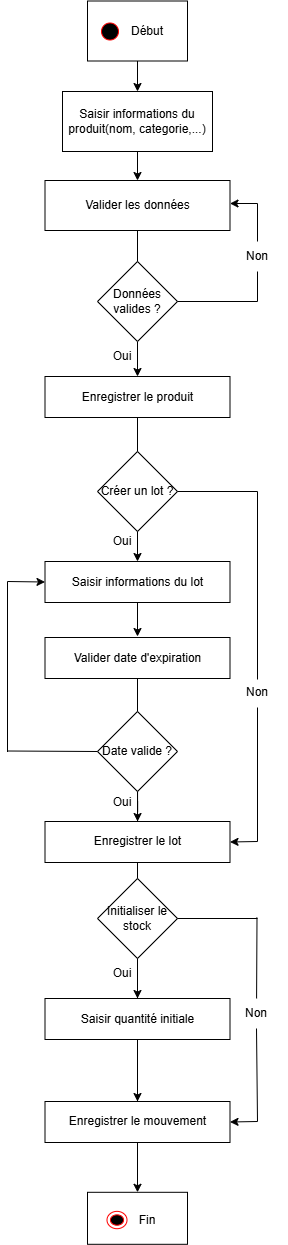 Début
Saisir informations du
produit(nom, categorie,...)
Valider les données
Non
Données
valides ?
Oui
Enregistrer le produit
Créer un lot ?
Oui
Saisir informations du lot
Valider date d'expiration
Non
Date valide ?
Oui
Enregistrer le lot
Initialiser le
stock
Oui
Non
Saisir quantité initiale
Enregistrer le mouvement
Fin